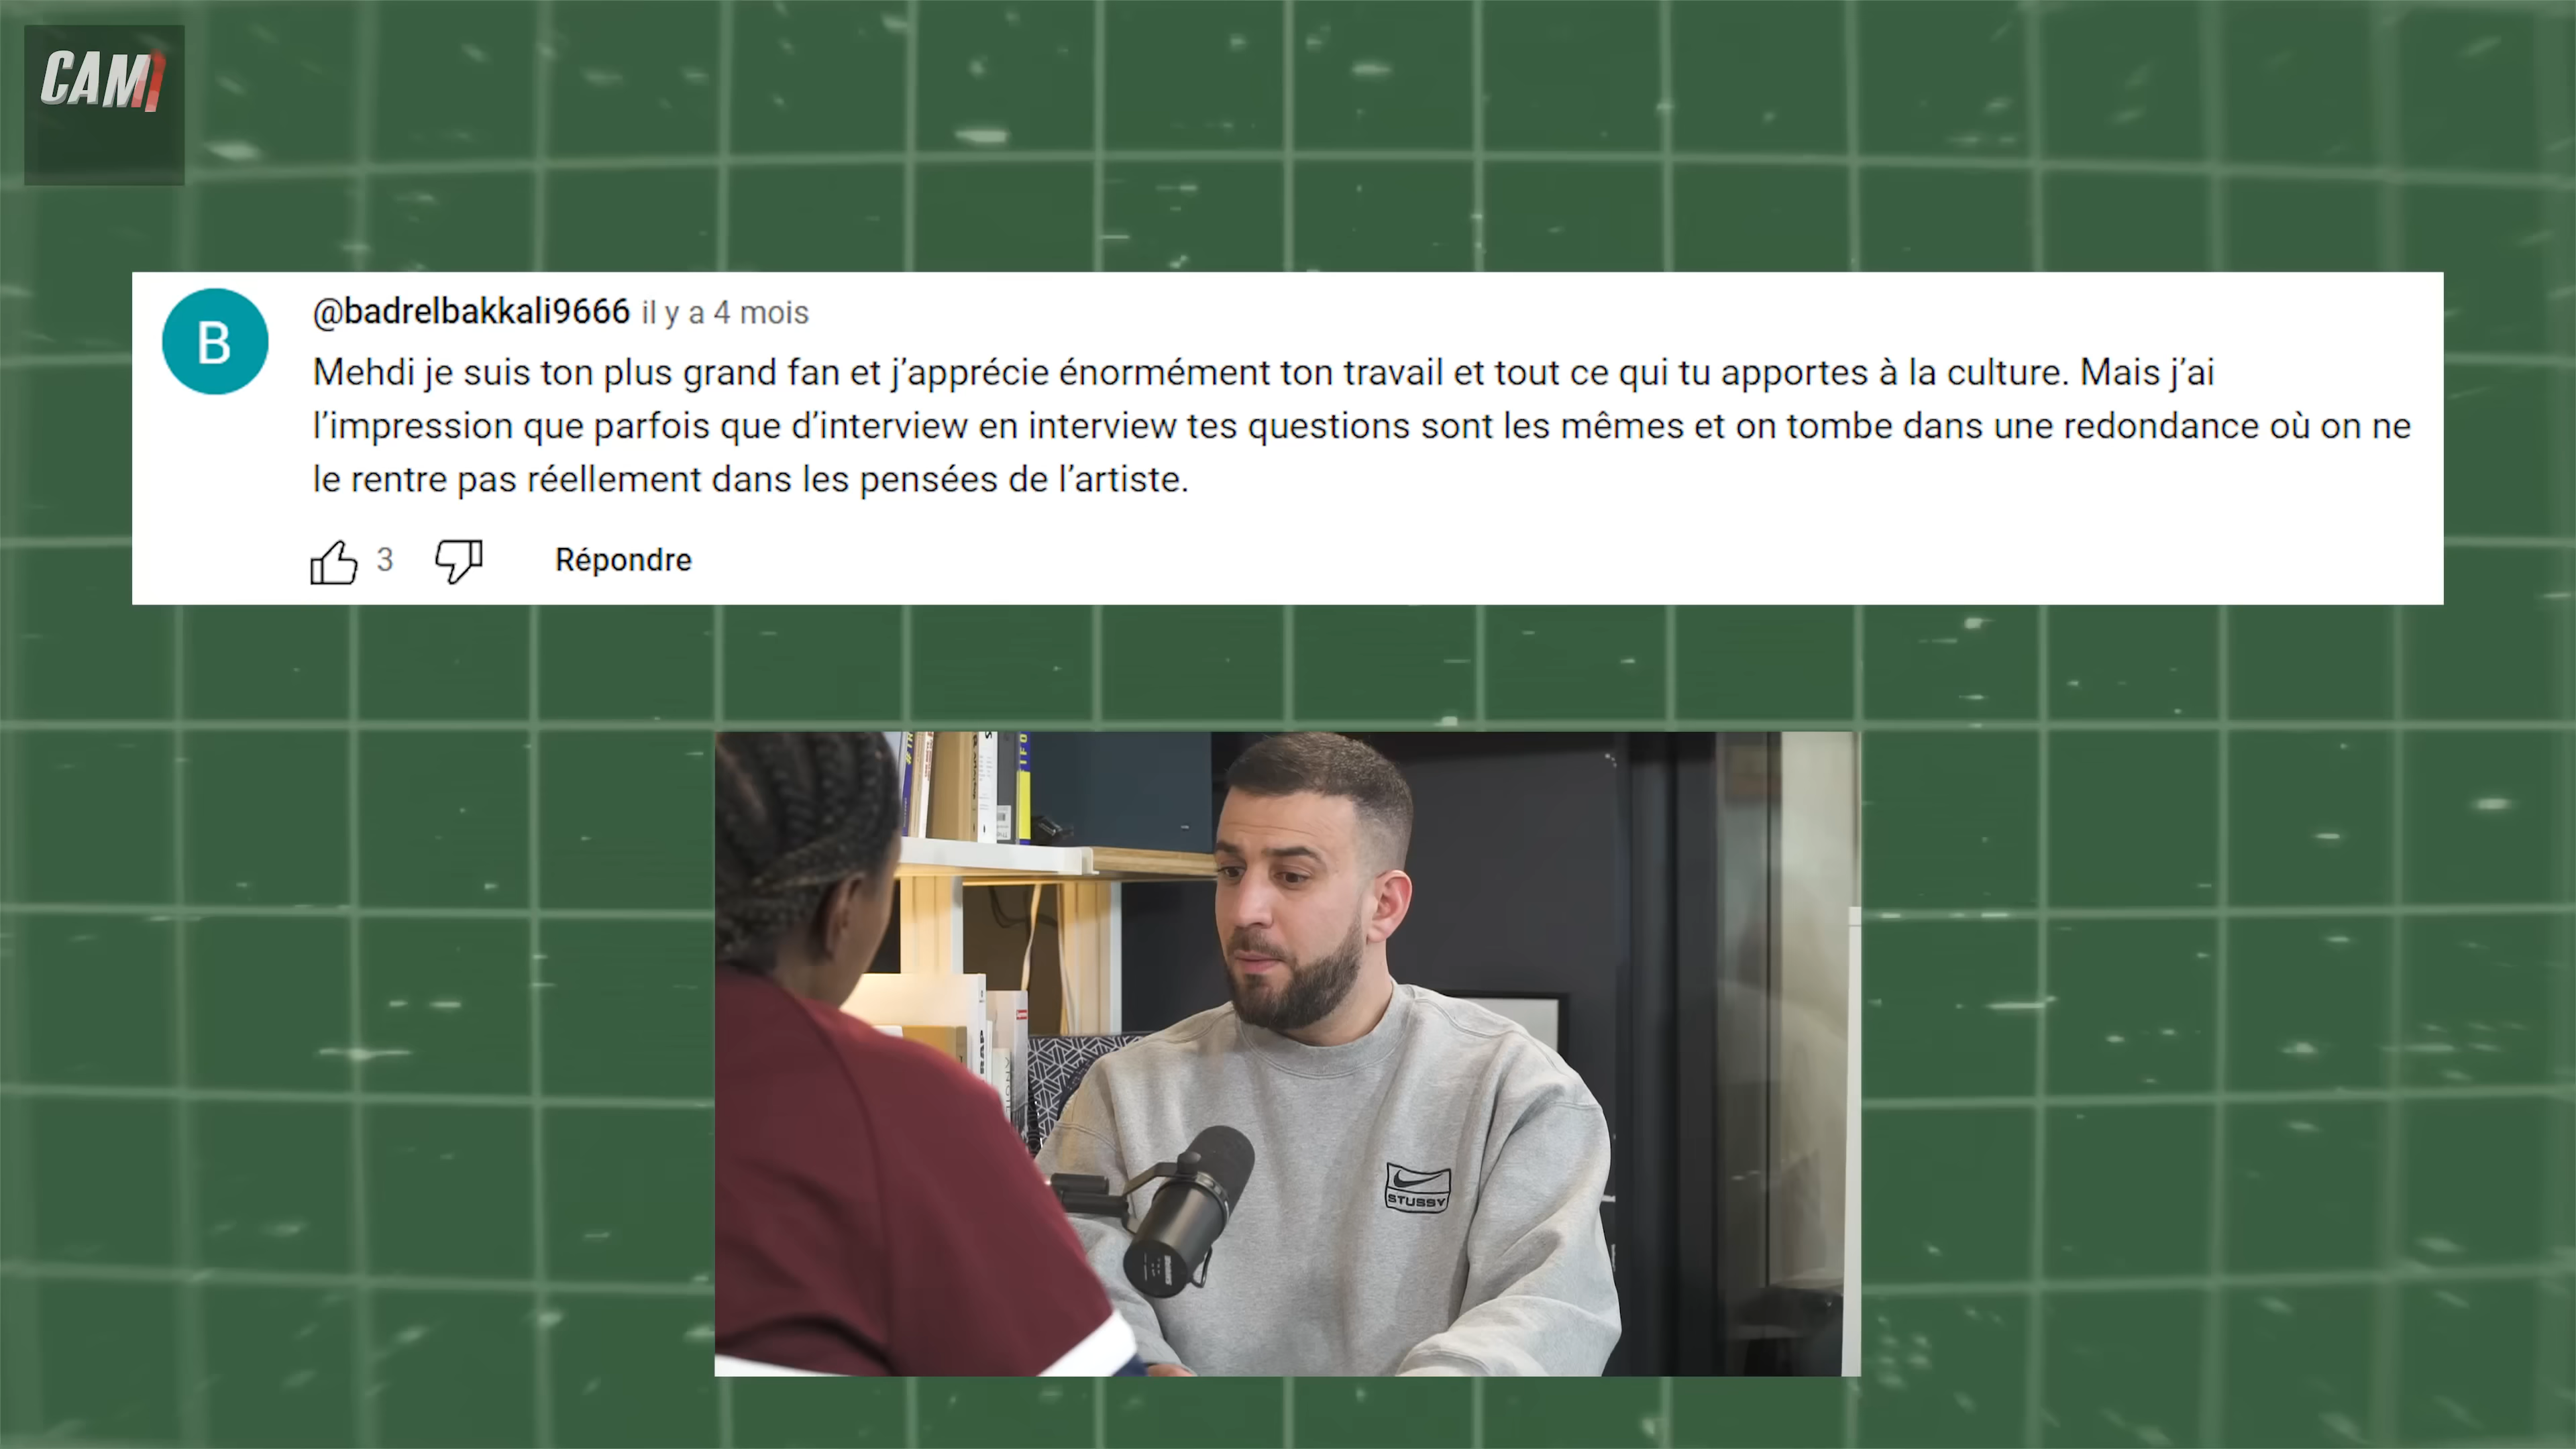 CAM
@badrelbakkali9666 il y a 4 mois
B
Mehdi je suis ton plus grand fan et j’apprécie énormément ton travail et tout ce qui tu apportes à la culture. Mais j’ai
l’impression que parfois que d’interview en interview tes questions sont les mêmes et on tombe dans une redondance où on ne
le rentre pas réellement dans les pensées de l’artiste.
3
Répondre
STUSSY